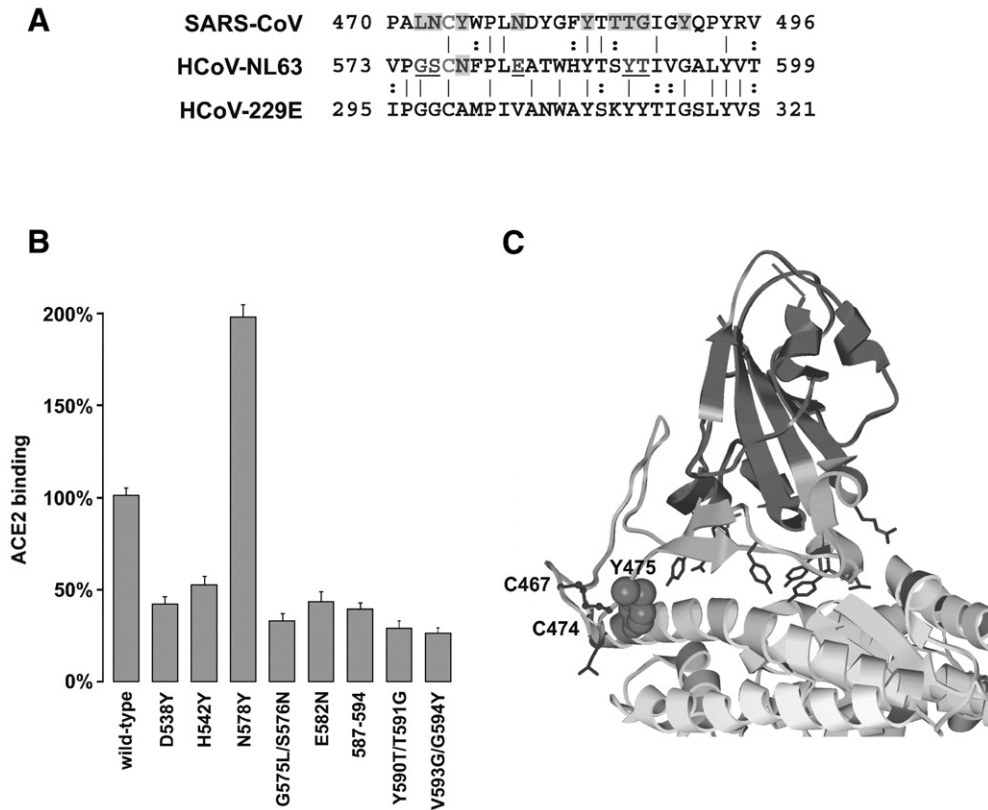 A
SARS-CoV 470 PALNCYWPLNDYGFYTTTGIGYQPYRV 496
HCoV-NL63 573 VPGSCNFPLEATWHYTSYTIVGALYVT 599
HCoV-229E 295 IPGGCAMPIVANWAYSKYYTIGSLYVS 321
B
C
200%
150%
100%
50%
0%
ACE2 binding
wild-type
D538Y
H542Y
N578Y
G575L/S576N
E582N
587-594
Y590T/T591G
V593G/G594Y
Y475
C467
C474